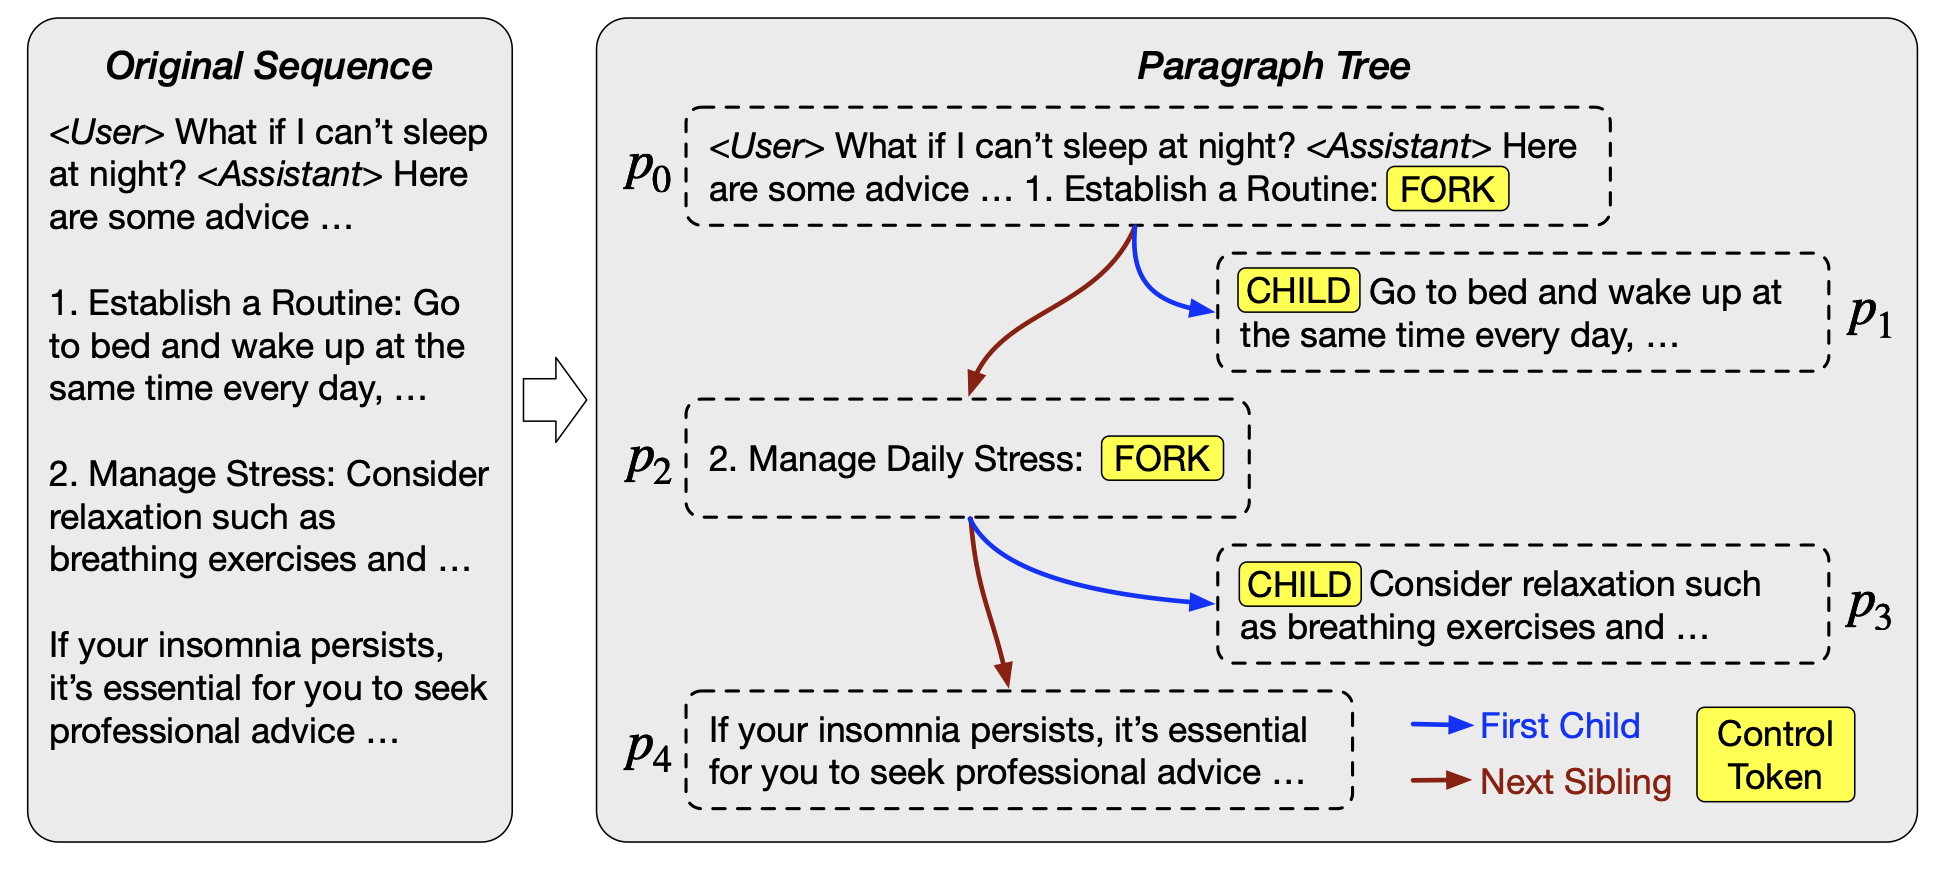 Original Sequence
<User> What if I can't sleep
at night? <Assistant> Here
are some advice …
1. Establish a Routine: Go
to bed and wake up at the
same time every day, …
2. Manage Stress: Consider
relaxation such as
breathing exercises and …
If your insomnia persists,
it's essential for you to seek
professional advice …
Paragraph Tree
p0
<User> What if I can't sleep at night? <Assistant> Here
are some advice … 1. Establish a Routine: FORK
CHILD Go to bed and wake up at
the same time every day, …
p1
p2
2. Manage Daily Stress: FORK
CHILD Consider relaxation such
as breathing exercises and …
p3
p4
If your insomnia persists, it's essential
for you to seek professional advice …
First Child
Next Sibling
Control
Token